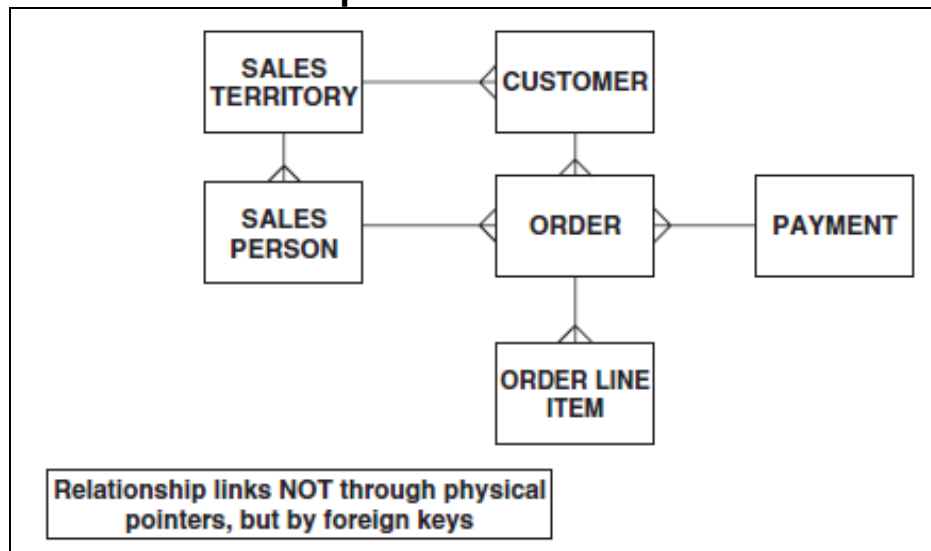 SALES
TERRITORY
CUSTOMER
SALES
PERSON
ORDER
PAYMENT
ORDER LINE
ITEM
Relationship links NOT through physical
pointers, but by foreign keys